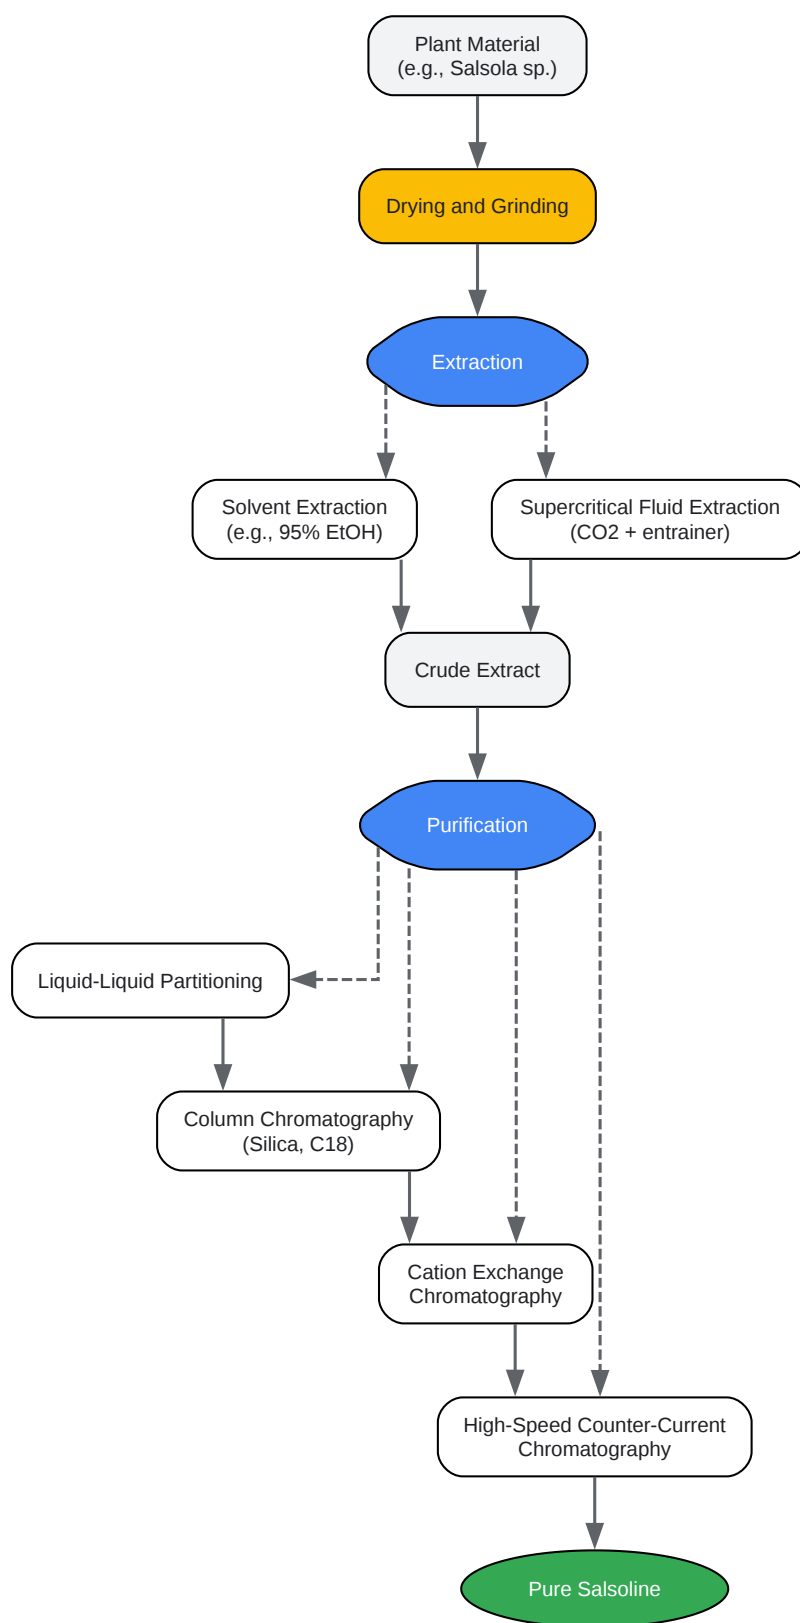 Plant Material
(e.g., Salsola sp.)
Drying and Grinding
Extraction
Solvent Extraction
(e.g., 95% EtOH)
Supercritical Fluid Extraction
(CO2 + entrainer)
Crude Extract
Purification
Liquid-Liquid Partitioning
Column Chromatography
(Silica, C18)
Cation Exchange
Chromatography
High-Speed Counter-Current
Chromatography
Pure Salsoline